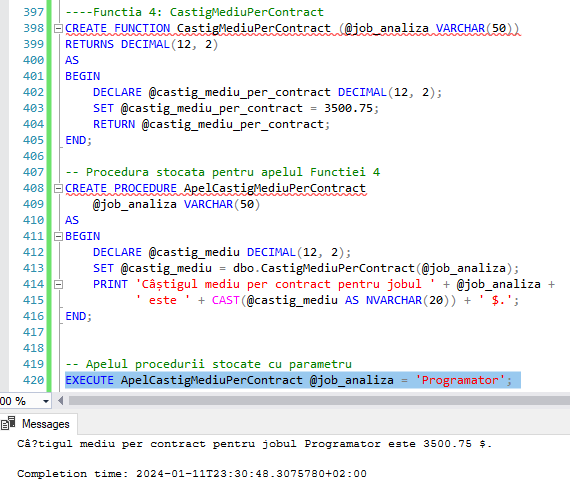 397 ----Functia 4: CastigMediuPerContract
398 CREATE FUNCTION CastigMediuPerContract (@job_analiza VARCHAR(50))
399 RETURNS DECIMAL(12, 2)
400 AS
401 BEGIN
402 DECLARE @castig_mediu_per_contract DECIMAL(12, 2);
403 SET @castig_mediu_per_contract = 3500.75;
404 RETURN @castig_mediu_per_contract;
405 END;
406
407 -- Procedura stocata pentru apelul Functiei 4
408 CREATE PROCEDURE ApelCastigMediuPerContract
409 @job_analiza VARCHAR(50)
410 AS
411 BEGIN
412 DECLARE @castig_mediu DECIMAL(12, 2);
413 SET @castig_mediu = dbo.CastigMediuPerContract(@job_analiza);
414 PRINT 'Câștigul mediu per contract pentru jobul ' + @job_analiza +
415 ' este ' + CAST(@castig_mediu AS NVARCHAR(20)) + ' $.';
416 END;
417
418
419 -- Apelul procedurii stocate cu parametru
420 EXECUTE ApelCastigMediuPerContract @job_analiza = 'Programator';
00 %
Messages
Câ?tigul mediu per contract pentru jobul Programator este 3500.75 $.
Completion time: 2024-01-11T23:30:48.3075780+02:00